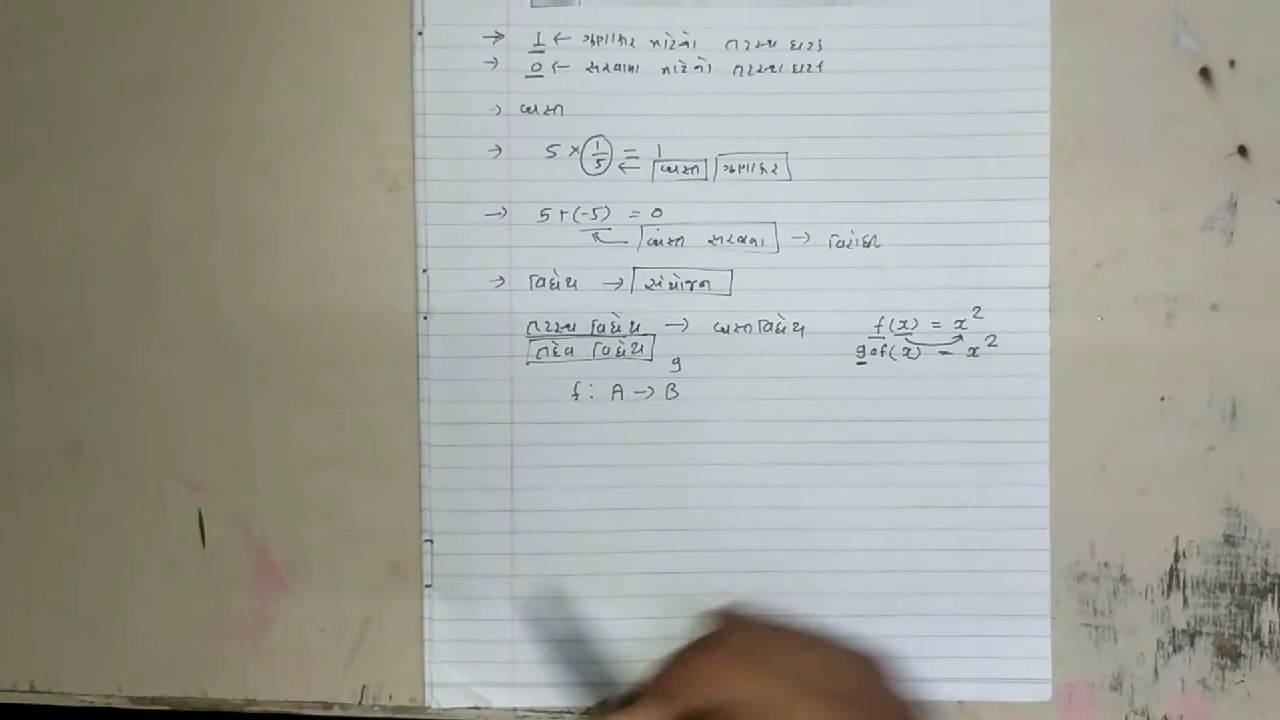 → 1 ← ગુણાકાર માટેનો તટસ્થ ઘટક
→ 0 ← સરવાળા માટેનો તટસ્થ ઘટક
→ વ્યસ્ત
→ 5 × 1/5 = 1
← વ્યસ્ત ગુણાકાર
→ 5 + (-5) = 0
વ્યસ્ત સરવાળા → વિરોધી
→ વિધેય → સંયોજન
તટસ્થ વિધેય → વ્યસ્ત વિધેય f(x) = x²
તદેવ વિધેય gof(x) = x²
g
f : A → B